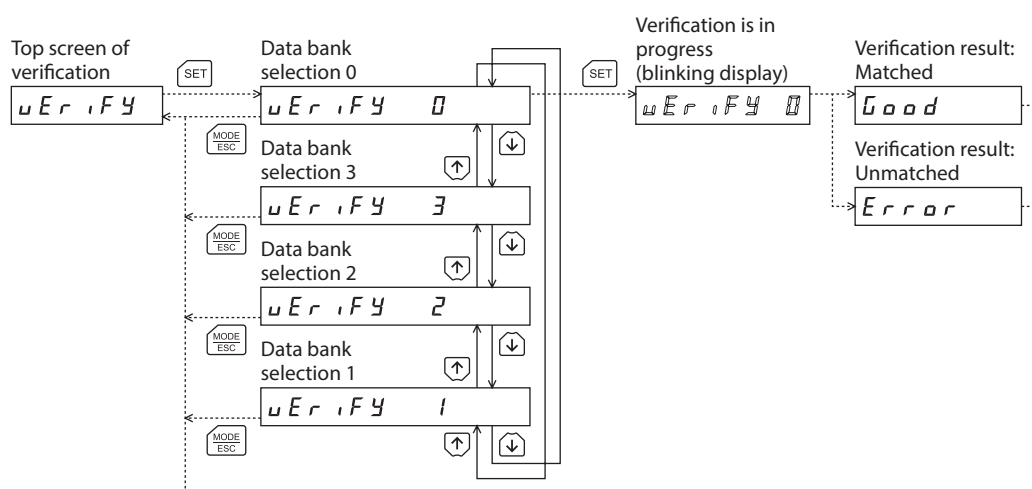 Top screen of
verification
SET
uEriFY
MODE
ESC
Data bank
selection 0
uEriFY 0
Data bank
selection 3
uEriFY 3
MODE
ESC
Data bank
selection 2
uEriFY 2
MODE
ESC
Data bank
selection 1
uEriFY 1
MODE
ESC
SET
Verification is in
progress
(blinking display)
uEriFY 0
Verification result:
Matched
Good
Verification result:
Unmatched
Error